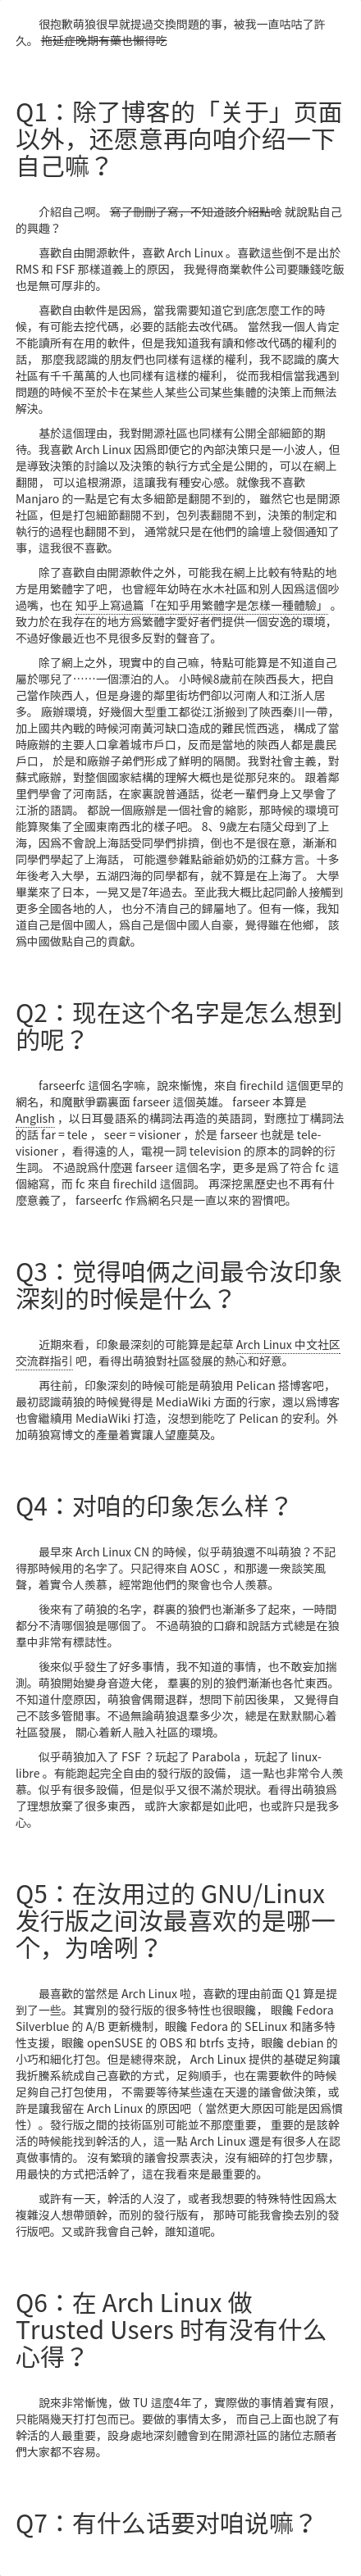 很抱歉萌狼很早就提過交換問題的事，被我一直咕咕了許
久。 拖延症晚期有藥也懶得吃
Q1：除了博客的「关于」页面
以外，还愿意再向咱介绍一下
自己嘛？
介紹自己啊。 寫了刪刪了寫，不知道該介紹點啥 就說點自己
的興趣？
喜歡自由開源軟件，喜歡 Arch Linux 。喜歡這些倒不是出於
RMS 和 FSF 那樣道義上的原因， 我覺得商業軟件公司要賺錢吃飯
也是無可厚非的。
喜歡自由軟件是因爲，當我需要知道它到底怎麼工作的時
候，有可能去挖代碼，必要的話能去改代碼。 當然我一個人肯定
不能讀所有在用的軟件，但是我知道我有讀和修改代碼的權利的
話， 那麼我認識的朋友們也同樣有這樣的權利，我不認識的廣大
社區有千千萬萬的人也同樣有這樣的權利， 從而我相信當我遇到
問題的時候不至於卡在某些人某些公司某些集體的決策上而無法
解決。
基於這個理由，我對開源社區也同樣有公開全部細節的期
待。我喜歡 Arch Linux 因爲即便它的內部決策只是一小波人，但
是導致決策的討論以及決策的執行方式全是公開的，可以在網上
翻閱， 可以追根溯源，這讓我有種安心感。就像我不喜歡
Manjaro 的一點是它有太多細節是翻閱不到的， 雖然它也是開源
社區，但是打包細節翻閱不到，包列表翻閱不到，決策的制定和
執行的過程也翻閱不到， 通常就只是在他們的論壇上發個通知了
事，這我很不喜歡。
除了喜歡自由開源軟件之外，可能我在網上比較有特點的地
方是用繁體字了吧， 也曾經年幼時在水木社區和別人因爲這個吵
過嘴，也在 知乎上寫過篇「在知乎用繁體字是怎樣一種體驗」 。
致力於在我存在的地方爲繁體字愛好者們提供一個安逸的環境，
不過好像最近也不見很多反對的聲音了。
除了網上之外，現實中的自己嘛，特點可能算是不知道自己
屬於哪兒了⋯⋯一個漂泊的人。 小時候8歲前在陝西長大，把自
己當作陝西人，但是身邊的鄰里街坊們卻以河南人和江浙人居
多。 廠辦環境，好幾個大型重工都從江浙搬到了陝西秦川一帶，
加上國共內戰的時候河南黃河缺口造成的難民慌西逃， 構成了當
時廠辦的主要人口拿着城市戶口，反而是當地的陝西人都是農民
戶口， 於是和廠辦子弟們形成了鮮明的隔閡。我對社會主義，對
蘇式廠辦，對整個國家結構的理解大概也是從那兒來的。 跟着鄰
里們學會了河南話，在家裏說普通話，從老一輩們身上又學會了
江浙的語調。 都說一個廠辦是一個社會的縮影，那時候的環境可
能算聚集了全國東南西北的樣子吧。 8、9歲左右隨父母到了上
海，因爲不會說上海話受同學們排擠，倒也不是很在意，漸漸和
同學們學起了上海話， 可能還參雜點爺爺奶奶的江蘇方言。十多
年後考入大學，五湖四海的同學都有，就不算是在上海了。 大學
畢業來了日本，一晃又是7年過去。至此我大概比起同齡人接觸到
更多全國各地的人， 也分不清自己的歸屬地了。但有一條，我知
道自己是個中國人，爲自己是個中國人自豪，覺得雖在他鄉， 該
爲中國做點自己的貢獻。
Q2：现在这个名字是怎么想到
的呢？
farseerfc 這個名字嘛，說來慚愧，來自 firechild 這個更早的
網名，和魔獸爭霸裏面 farseer 這個英雄。 farseer 本算是
Anglish ，以日耳曼語系的構詞法再造的英語詞，對應拉丁構詞法
的話 far = tele ， seer = visioner ，於是 farseer 也就是 tele-
visioner ，看得遠的人，電視一詞 television 的原本的詞幹的衍
生詞。 不過說爲什麼選 farseer 這個名字，更多是爲了符合 fc 這
個縮寫，而 fc 來自 firechild 這個詞。 再深挖黑歷史也不再有什
麼意義了， farseerfc 作爲網名只是一直以來的習慣吧。
Q3：觉得咱俩之间最令汝印象
深刻的时候是什么？
近期來看，印象最深刻的可能算是起草 Arch Linux 中文社区
交流群指引 吧，看得出萌狼對社區發展的熱心和好意。
再往前，印象深刻的時候可能是萌狼用 Pelican 搭博客吧，
最初認識萌狼的時候覺得是 MediaWiki 方面的行家，還以爲博客
也會繼續用 MediaWiki 打造，沒想到能吃了 Pelican 的安利。外
加萌狼寫博文的產量着實讓人望塵莫及。
Q4：对咱的印象怎么样？
最早來 Arch Linux CN 的時候，似乎萌狼還不叫萌狼？不記
得那時候用的名字了。只記得來自 AOSC ，和那邊一衆談笑風
聲，着實令人羨慕，經常跑他們的聚會也令人羨慕。
後來有了萌狼的名字，群裏的狼們也漸漸多了起來，一時間
都分不清哪個狼是哪個了。 不過萌狼的口癖和說話方式總是在狼
羣中非常有標誌性。
後來似乎發生了好多事情，我不知道的事情，也不敢妄加揣
測。萌狼開始變身音遊大佬， 羣裏的別的狼們漸漸也各忙東西。
不知道什麼原因，萌狼會偶爾退群，想問下前因後果， 又覺得自
己不該多管閒事。不過無論萌狼退羣多少次，總是在默默關心着
社區發展， 關心着新人融入社區的環境。
似乎萌狼加入了 FSF ？玩起了 Parabola ，玩起了 linux-
libre 。有能跑起完全自由的發行版的設備， 這一點也非常令人羨
慕。似乎有很多設備，但是似乎又很不滿於現狀。看得出萌狼爲
了理想放棄了很多東西， 或許大家都是如此吧，也或許只是我多
心。
Q5：在汝用过的 GNU/Linux
发行版之间汝最喜欢的是哪一
个，为啥咧？
最喜歡的當然是 Arch Linux 啦，喜歡的理由前面 Q1 算是提
到了一些。其實別的發行版的很多特性也很眼饞， 眼饞 Fedora
Silverblue 的 A/B 更新機制，眼饞 Fedora 的 SELinux 和諸多特
性支援，眼饞 openSUSE 的 OBS 和 btrfs 支持，眼饞 debian 的
小巧和細化打包。但是總得來說， Arch Linux 提供的基礎足夠讓
我折騰系統成自己喜歡的方式，足夠順手，也在需要軟件的時候
足夠自己打包使用， 不需要等待某些遠在天邊的議會做決策，或
許是讓我留在 Arch Linux 的原因吧（ 當然更大原因可能是因爲慣
性）。發行版之間的技術區別可能並不那麼重要， 重要的是該幹
活的時候能找到幹活的人，這一點 Arch Linux 還是有很多人在認
真做事情的。 沒有繁瑣的議會投票表決，沒有細碎的打包步驟，
用最快的方式把活幹了，這在我看來是最重要的。
或許有一天，幹活的人沒了，或者我想要的特殊特性因爲太
複雜沒人想帶頭幹，而別的發行版有， 那時可能我會換去別的發
行版吧。又或許我會自己幹，誰知道呢。
Q6：在 Arch Linux 做
Trusted Users 时有没有什么
心得？
說來非常慚愧，做 TU 這麼4年了，實際做的事情着實有限，
只能隔幾天打打包而已。要做的事情太多， 而自己上面也說了有
幹活的人最重要，設身處地深刻體會到在開源社區的諸位志願者
們大家都不容易。
Q7：有什么话要对咱说嘛？